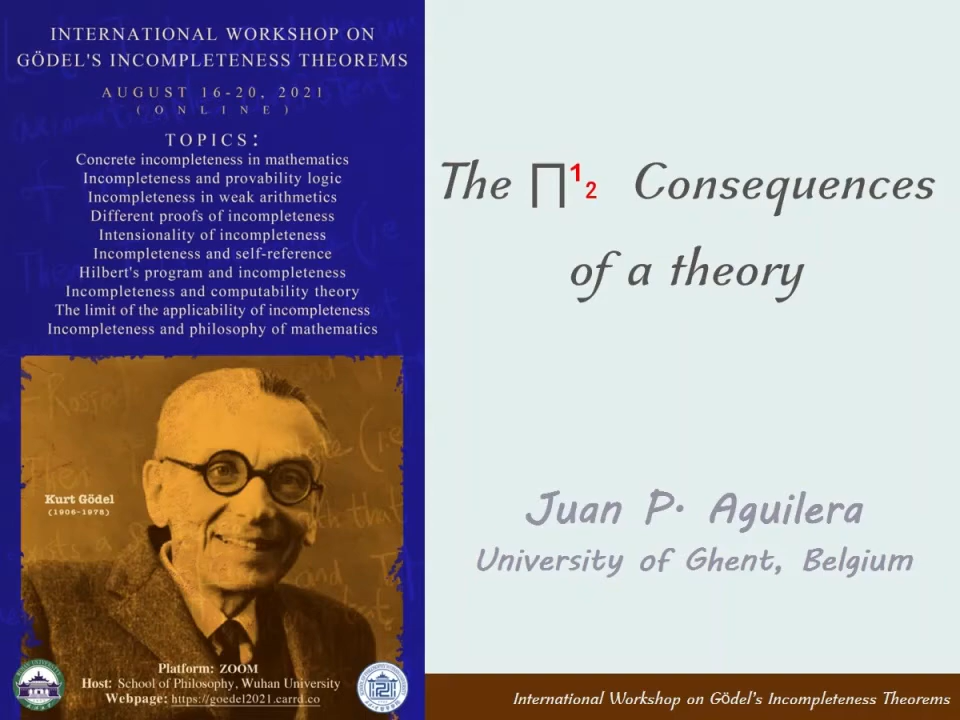 INTERNATIONAL WORKSHOP ON
GÖDEL'S INCOMPLETENESS THEOREMS
AUGUST 16-20, 2021
(ONLINE)
TOPICS:
Concrete incompleteness in mathematics
Incompleteness and provability logic
Incompleteness in weak arithmetics
Different proofs of incompleteness
Intensionality of incompleteness
Incompleteness and self-reference
Hilbert's program and incompleteness
Incompleteness and computability theory
The limit of the applicability of incompleteness
Incompleteness and philosophy of mathematics
Kurt Gödel
(1906-1978)
Platform: ZOOM
Host: School of Philosophy, Wuhan University
Webpage: https://goedel2021.carrd.co
The ∏¹₂ Consequences
of a theory
Juan P. Aguilera
University of Ghent, Belgium
International Workshop on Gödel's Incompleteness Theorems